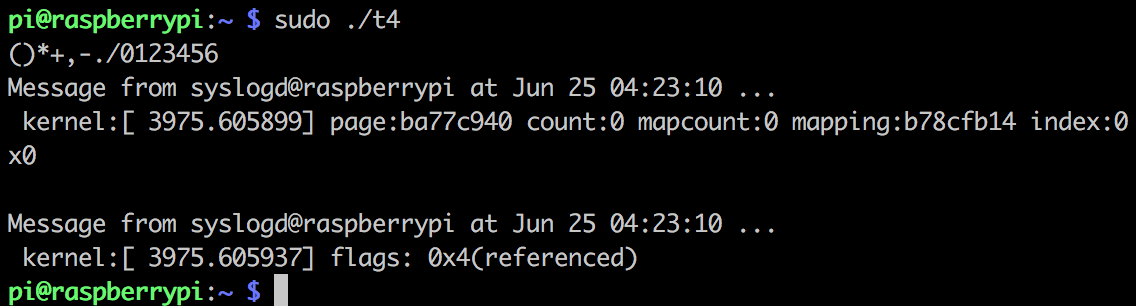 pi@raspberrypi:~ $ sudo ./t4
()*+,-./0123456
Message from syslogd@raspberrypi at Jun 25 04:23:10 ...
 kernel:[ 3975.605899] page:ba77c940 count:0 mapcount:0 mapping:b78cfb14 index:0
x0

Message from syslogd@raspberrypi at Jun 25 04:23:10 ...
 kernel:[ 3975.605937] flags: 0x4(referenced)
pi@raspberrypi:~ $